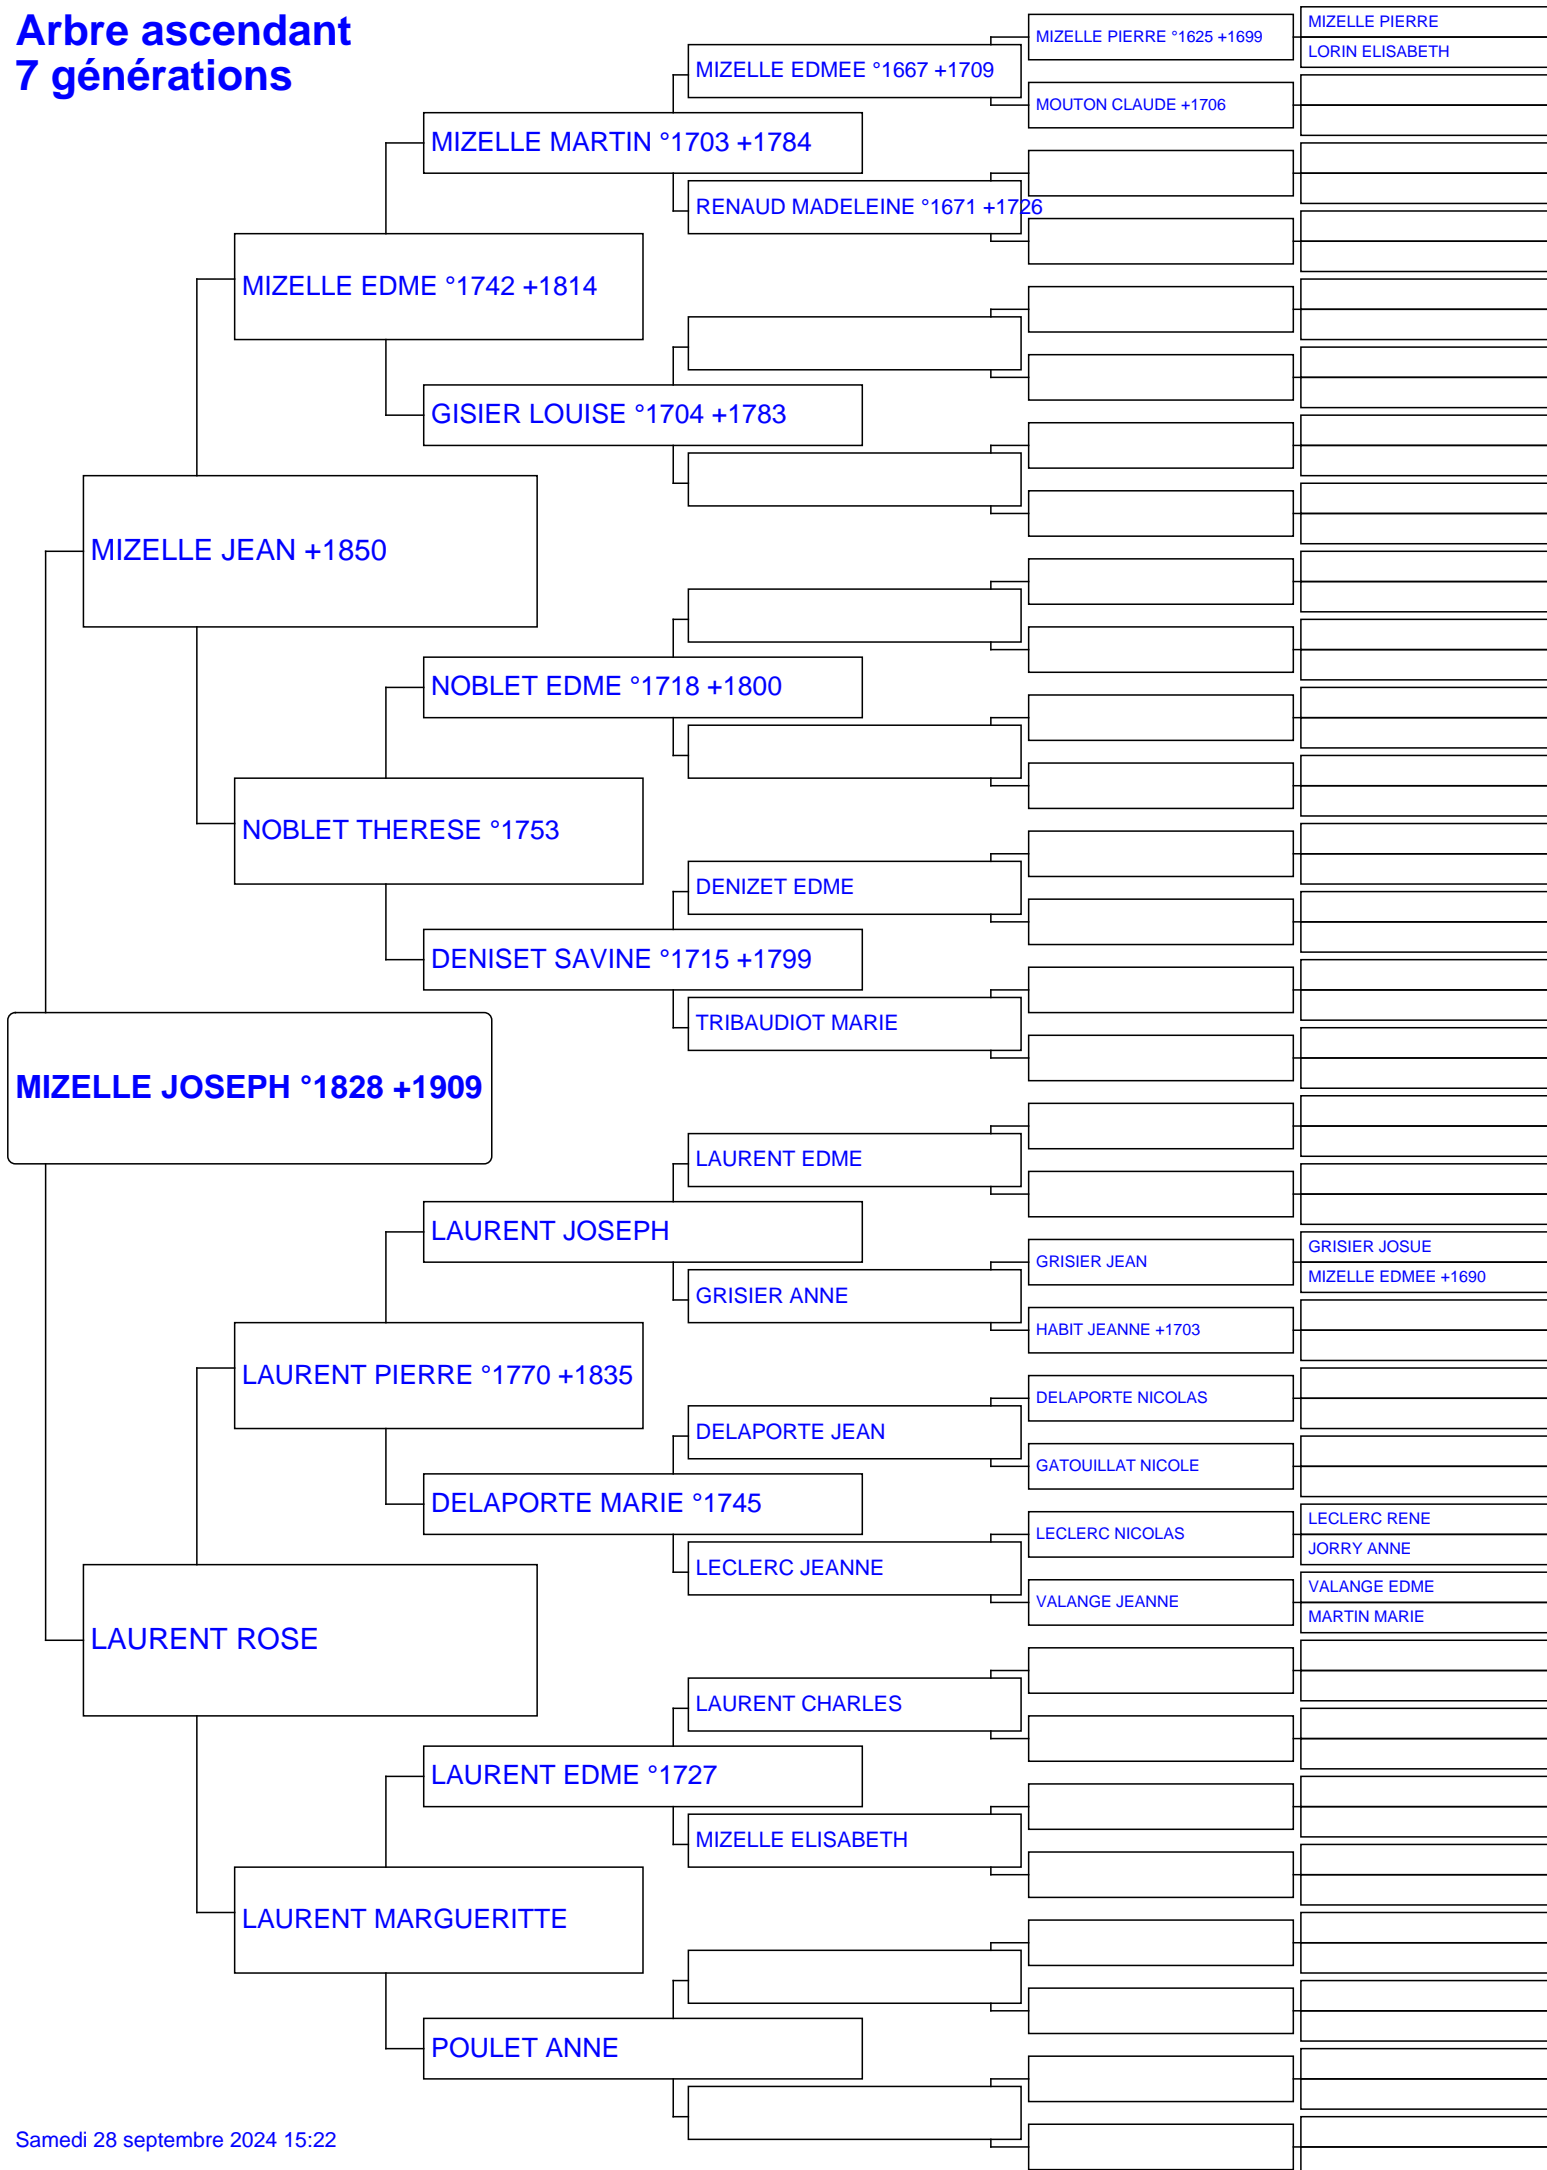 Arbre ascendant
7 générations
MIZELLE PIERRE
LORIN ELISABETH
MIZELLE PIERRE °1625 +1699
MIZELLE EDMEE °1667 +1709
MOUTON CLAUDE +1706
MIZELLE MARTIN °1703 +1784
RENAUD MADELEINE °1671 +1726
MIZELLE EDME °1742 +1814
GISIER LOUISE °1704 +1783
MIZELLE JEAN +1850
NOBLET EDME °1718 +1800
NOBLET THERESE °1753
DENIZET EDME
DENISET SAVINE °1715 +1799
TRIBAUDIOT MARIE
MIZELLE JOSEPH °1828 +1909
LAURENT EDME
LAURENT JOSEPH
GRISIER JOSUE
GRISIER JEAN
MIZELLE EDMEE +1690
GRISIER ANNE
HABIT JEANNE +1703
LAURENT PIERRE °1770 +1835
DELAPORTE NICOLAS
DELAPORTE JEAN
GATOUILLAT NICOLE
DELAPORTE MARIE °1745
LECLERC RENE
LECLERC NICOLAS
JORRY ANNE
LECLERC JEANNE
VALANGE EDME
VALANGE JEANNE
MARTIN MARIE
LAURENT ROSE
LAURENT CHARLES
LAURENT EDME °1727
MIZELLE ELISABETH
LAURENT MARGUERITTE
POULET ANNE
Samedi 28 septembre 2024 15:22